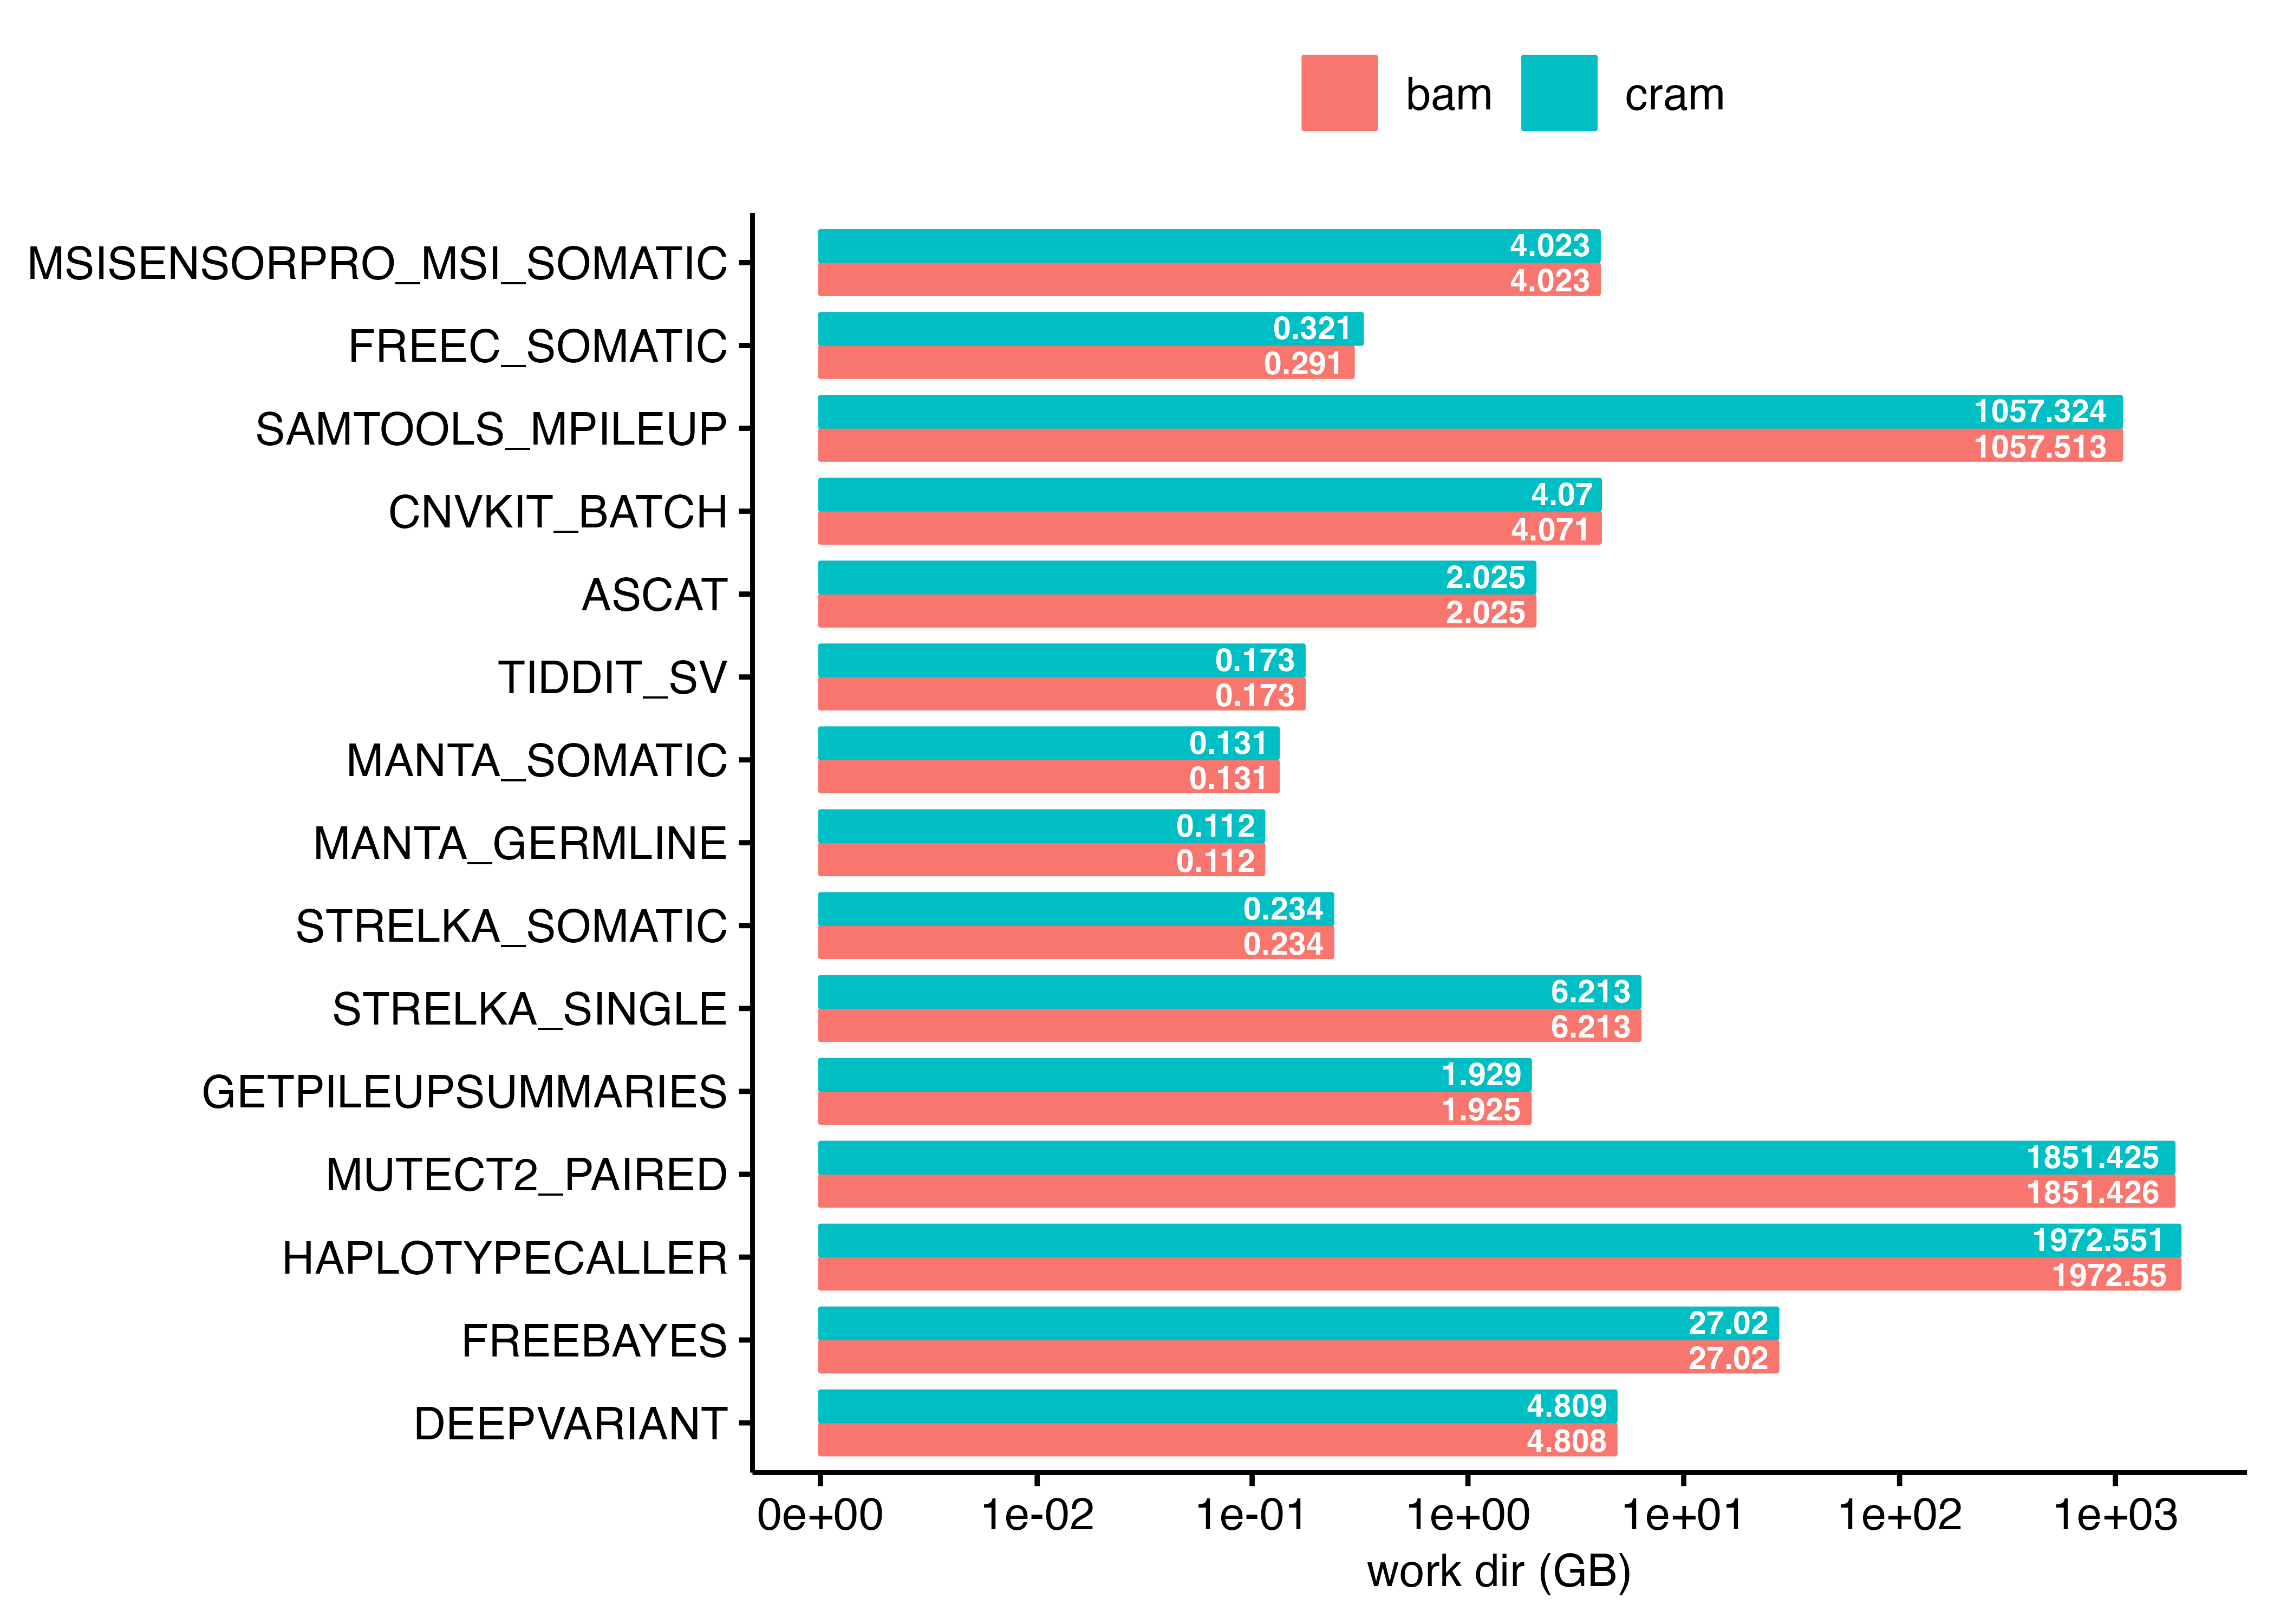 bam cram
MSISENSORPRO_MSI_SOMATIC 4.023
4.023
FREEC_SOMATIC 0.321
0.291
SAMTOOLS_MPILEUP 1057.324
1057.513
CNVKIT_BATCH 4.07
4.071
ASCAT 2.025
2.025
TIDDIT_SV 0.173
0.173
MANTA_SOMATIC 0.131
0.131
MANTA_GERMLINE 0.112
0.112
STRELKA_SOMATIC 0.234
0.234
STRELKA_SINGLE 6.213
6.213
GETPILEUPSUMMARIES 1.929
1.925
MUTECT2_PAIRED 1851.425
1851.426
HAPLOTYPECALLER 1972.551
1972.55
FREEBAYES 27.02
27.02
DEEPVARIANT 4.809
4.808
0e+00 1e-02 1e-01 1e+00 1e+01 1e+02 1e+03
work dir (GB)